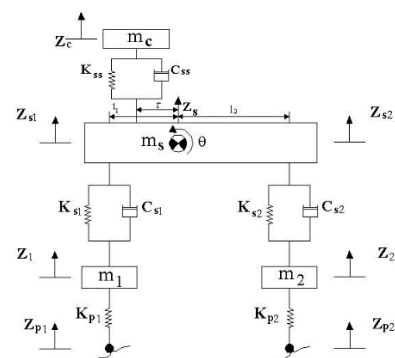 Z_c
m_c
K_ss
C_ss
l_1
r
Z_s
l_2
Z_s1
Z_s2
m_s
θ
K_s1
C_s1
K_s2
C_s2
Z_1
m_1
m_2
Z_2
K_p1
K_p2
Z_p1
Z_p2